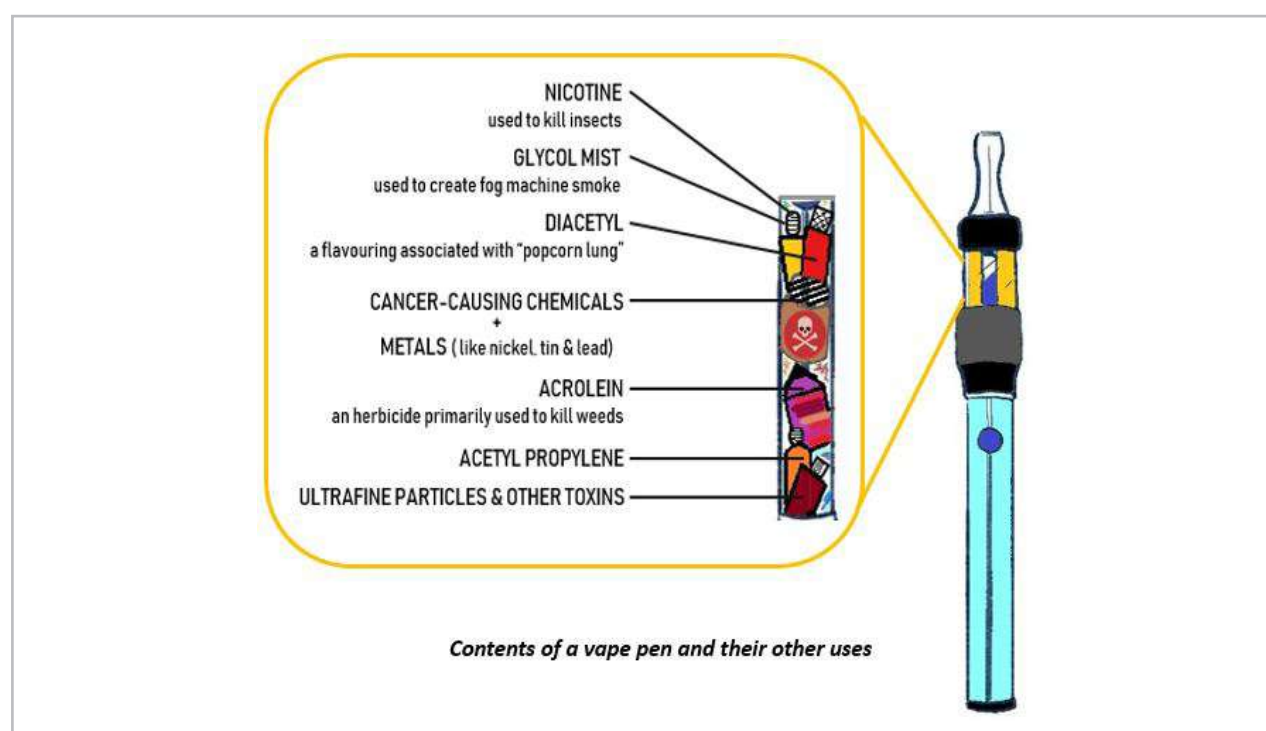 NICOTINE
used to kill insects
GLYCOL MIST
used to create fog machine smoke
DIACETYL
a flavouring associated with "popcorn lung"
CANCER-CAUSING CHEMICALS
+
METALS ( like nickel, tin & lead)
ACROLEIN
an herbicide primarily used to kill weeds
ACETYL PROPYLENE
ULTRAFINE PARTICLES & OTHER TOXINS
Contents of a vape pen and their other uses